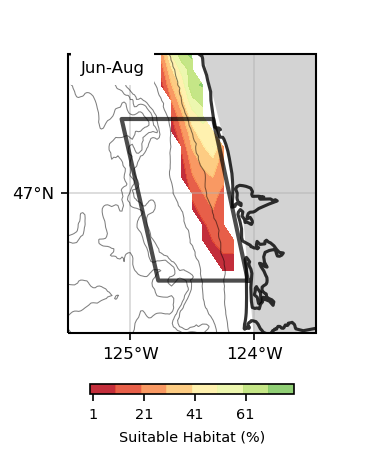 Jun-Aug
47°N
125°W 124°W
1 21 41 61
Suitable Habitat (%)